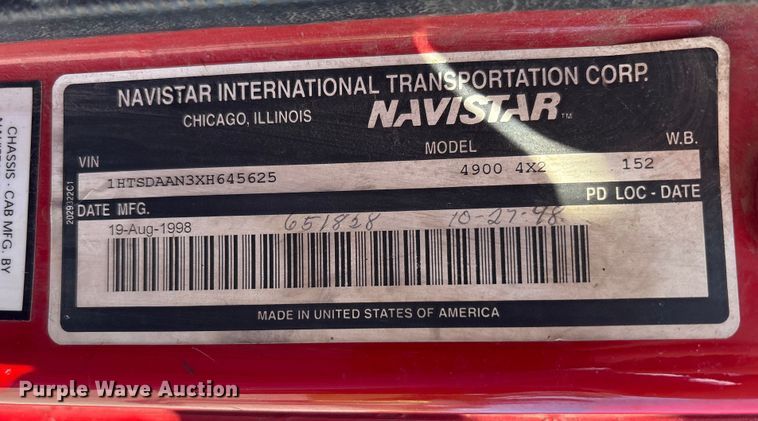 NAVISTAR INTERNATIONAL TRANSPORTATION CORP.
CHICAGO, ILLINOIS NAVISTAR TM
VIN MODEL W.B.
1HTSDAAN3XH645625 4900 4X2 152
DATE MFG. PD LOC - DATE
19-Aug-1998 651828 10-27-98
MADE IN UNITED STATES OF AMERICA
CHASSIS - CAB MFG. BY
Purple Wave Auction